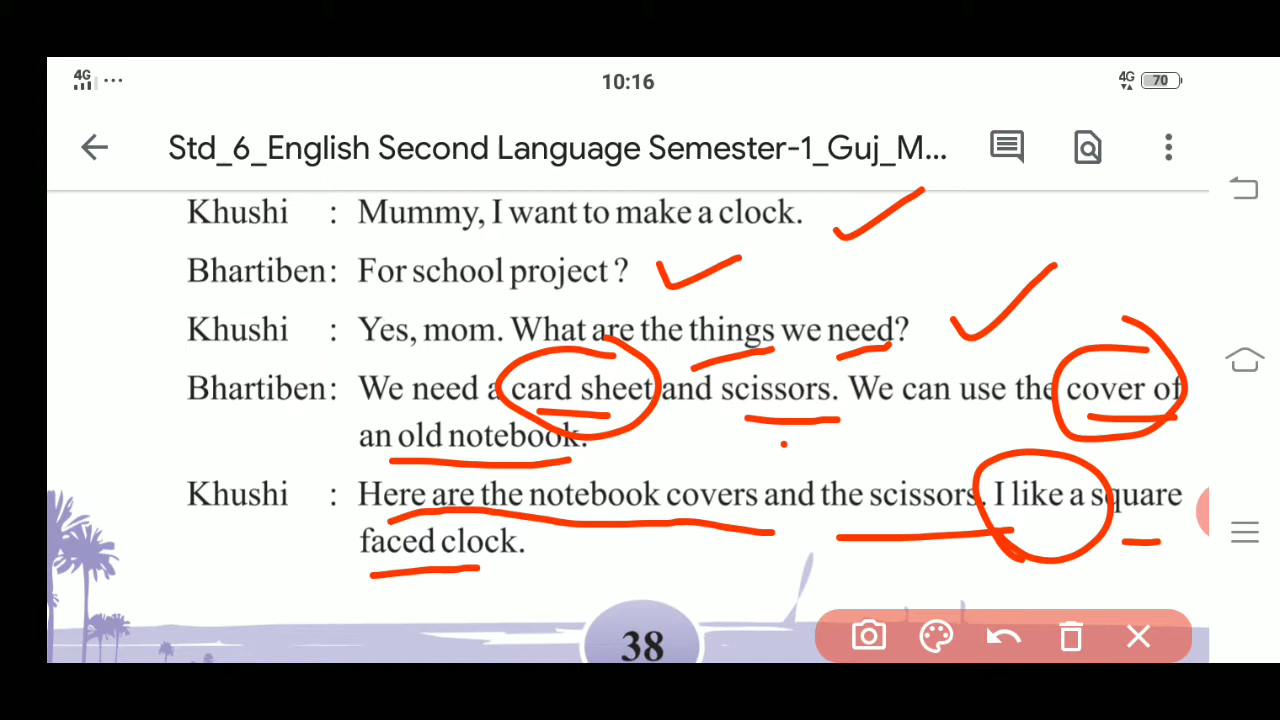 4G 10:16 4G 70
Std_6_English Second Language Semester-1_Guj_M...
Khushi : Mummy, I want to make a clock.
Bhartiben: For school project ?
Khushi : Yes, mom. What are the things we need?
Bhartiben: We need a card sheet and scissors. We can use the cover of
an old notebook.
Khushi : Here are the notebook covers and the scissors. I like a square
faced clock.
38